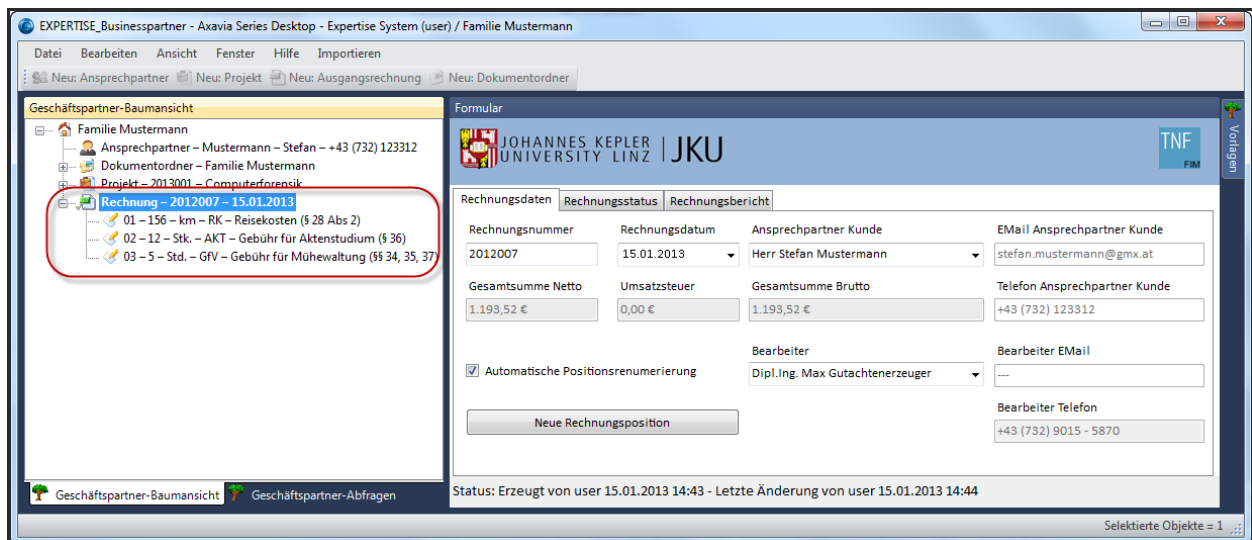 EXPERTISE_Businesspartner - Axavia Series Desktop - Expertise System (user) / Familie Mustermann
Datei Bearbeiten Ansicht Fenster Hilfe Importieren
Neu: Ansprechpartner Neu: Projekt Neu: Ausgangsrechnung Neu: Dokumentordner
Geschäftspartner-Baumansicht
Familie Mustermann
Ansprechpartner – Mustermann – Stefan – +43 (732) 123312
Dokumentordner – Familie Mustermann
Projekt – 2013001 – Computerforensik
Rechnung – 2012007 – 15.01.2013
01 – 156 – km – RK – Reisekosten (§ 28 Abs 2)
02 – 12 – Stk. – AKT – Gebühr für Aktenstudium (§ 36)
03 – 5 – Std. – GfV – Gebühr für Mühewaltung (§§ 34, 35, 37)
Geschäftspartner-Baumansicht Geschäftspartner-Abfragen
Formular
JOHANNES KEPLER
UNIVERSITY LINZ
JKU
TNF
FIM
Vorlagen
Rechnungsdaten Rechnungsstatus Rechnungsbericht
Rechnungsnummer Rechnungsdatum Ansprechpartner Kunde EMail Ansprechpartner Kunde
2012007 15.01.2013 Herr Stefan Mustermann stefan.mustermann@gmx.at
Gesamtsumme Netto Umsatzsteuer Gesamtsumme Brutto Telefon Ansprechpartner Kunde
1.193,52 € 0,00 € 1.193,52 € +43 (732) 123312
Bearbeiter Bearbeiter EMail
Automatische Positionsrenumerierung Dipl.Ing. Max Gutachtenerzeuger ---
Bearbeiter Telefon
Neue Rechnungsposition +43 (732) 9015 - 5870
Status: Erzeugt von user 15.01.2013 14:43 - Letzte Änderung von user 15.01.2013 14:44
Selektierte Objekte = 1